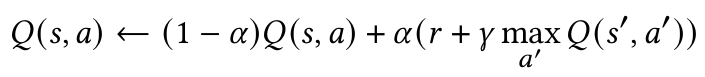 Q(s, a) ← (1 − α)Q(s, a) + α(r + γ max_{a′} Q(s′, a′))